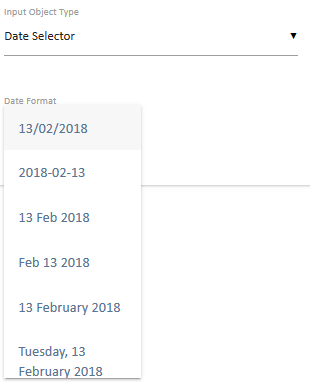 Input Object Type
Date Selector
Date Format
13/02/2018
2018-02-13
13 Feb 2018
Feb 13 2018
13 February 2018
Tuesday, 13
February 2018